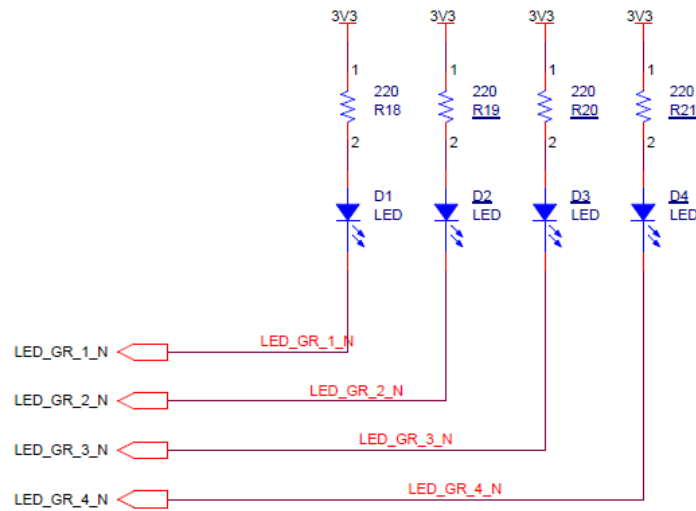 3V3 3V3 3V3 3V3
1 1 1 1
220 220 220 220
R18 R19 R20 R21
2 2 2 2
D1 D2 D3 D4
LED LED LED LED
LED_GR_1_N LED_GR_1_N
LED_GR_2_N LED_GR_2_N
LED_GR_3_N LED_GR_3_N
LED_GR_4_N LED_GR_4_N